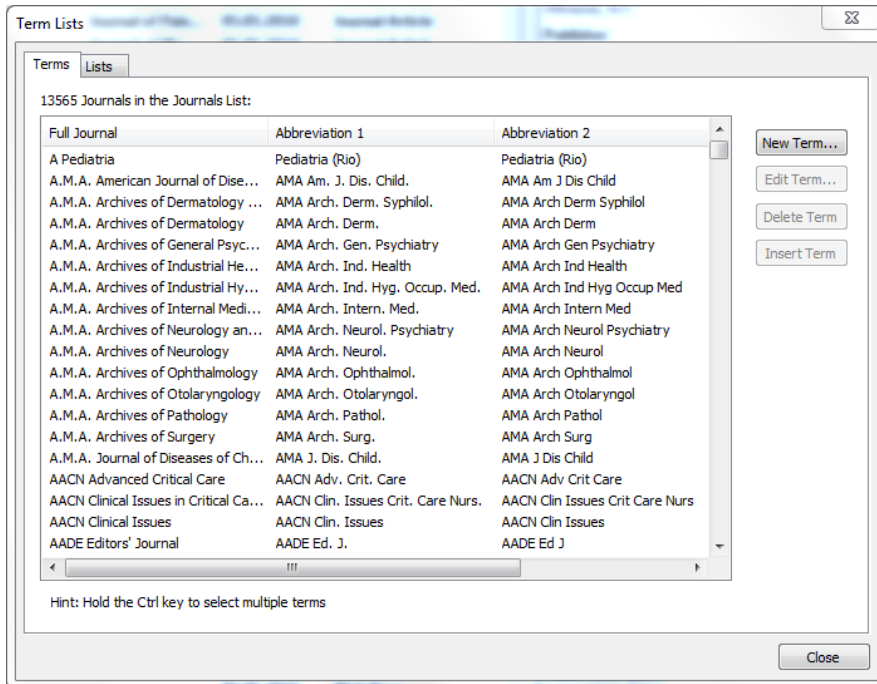 Term Lists
Terms Lists
13565 Journals in the Journals List:
Full Journal Abbreviation 1 Abbreviation 2
A Pediatria Pediatria (Rio) Pediatria (Rio)
A.M.A. American Journal of Dise... AMA Am. J. Dis. Child. AMA Am J Dis Child
A.M.A. Archives of Dermatology ... AMA Arch. Derm. Syphilol. AMA Arch Derm Syphilol
A.M.A. Archives of Dermatology AMA Arch. Derm. AMA Arch Derm
A.M.A. Archives of General Psyc... AMA Arch. Gen. Psychiatry AMA Arch Gen Psychiatry
A.M.A. Archives of Industrial He... AMA Arch. Ind. Health AMA Arch Ind Health
A.M.A. Archives of Industrial Hy... AMA Arch. Ind. Hyg. Occup. Med. AMA Arch Ind Hyg Occup Med
A.M.A. Archives of Internal Medi... AMA Arch. Intern. Med. AMA Arch Intern Med
A.M.A. Archives of Neurology an... AMA Arch. Neurol. Psychiatry AMA Arch Neurol Psychiatry
A.M.A. Archives of Neurology AMA Arch. Neurol. AMA Arch Neurol
A.M.A. Archives of Ophthalmology AMA Arch. Ophthalmol. AMA Arch Ophthalmol
A.M.A. Archives of Otolaryngology AMA Arch. Otolaryngol. AMA Arch Otolaryngol
A.M.A. Archives of Pathology AMA Arch. Pathol. AMA Arch Pathol
A.M.A. Archives of Surgery AMA Arch. Surg. AMA Arch Surg
A.M.A. Journal of Diseases of Ch... AMA J. Dis. Child. AMA J Dis Child
AACN Advanced Critical Care AACN Adv. Crit. Care AACN Adv Crit Care
AACN Clinical Issues in Critical Ca... AACN Clin. Issues Crit. Care Nurs. AACN Clin Issues Crit Care Nurs
AACN Clinical Issues AACN Clin. Issues AACN Clin Issues
AADE Editors' Journal AADE Ed. J. AADE Ed J
New Term...
Edit Term...
Delete Term
Insert Term
Hint: Hold the Ctrl key to select multiple terms
Close